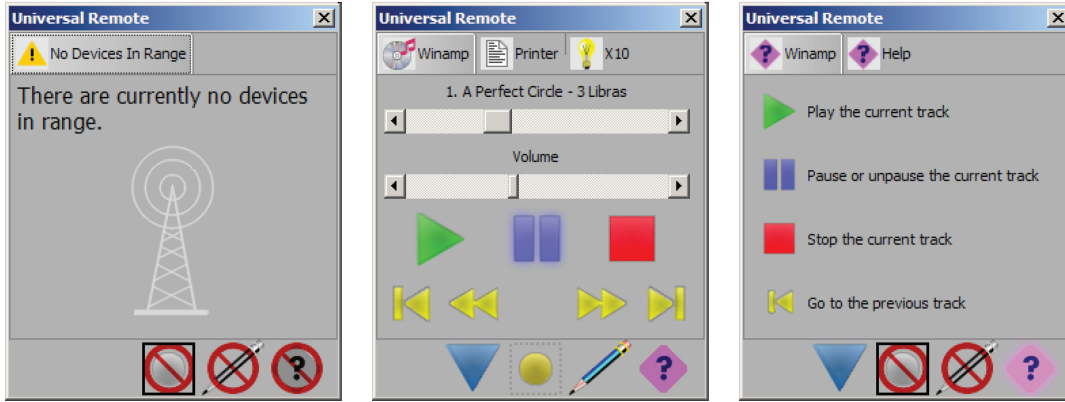 Universal Remote
No Devices In Range
There are currently no devices
in range.
Universal Remote
Winamp Printer X10
1. A Perfect Circle - 3 Libras
Volume
Universal Remote
Winamp Help
Play the current track
Pause or unpause the current track
Stop the current track
Go to the previous track